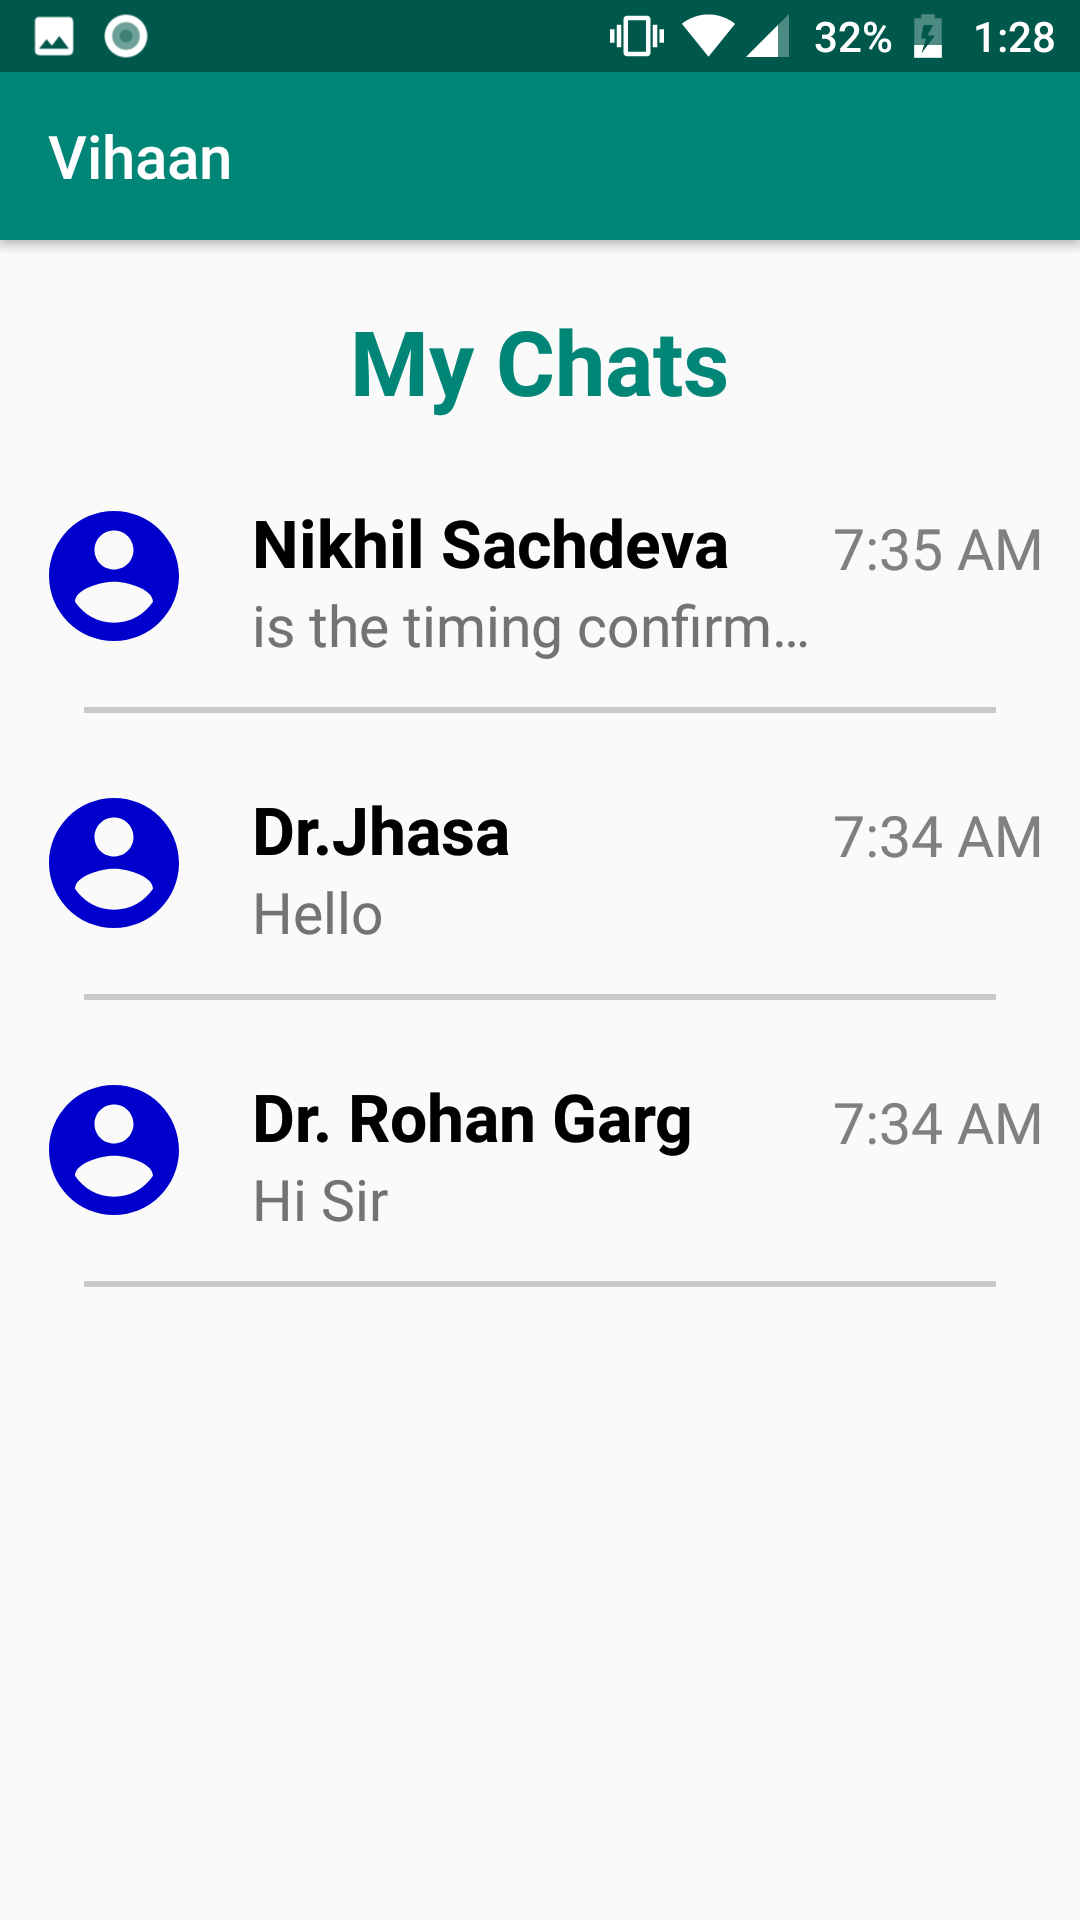 32% 1:28
Vihaan
My Chats
Nikhil Sachdeva 7:35 AM
is the timing confirm...
Dr.Jhasa 7:34 AM
Hello
Dr. Rohan Garg 7:34 AM
Hi Sir